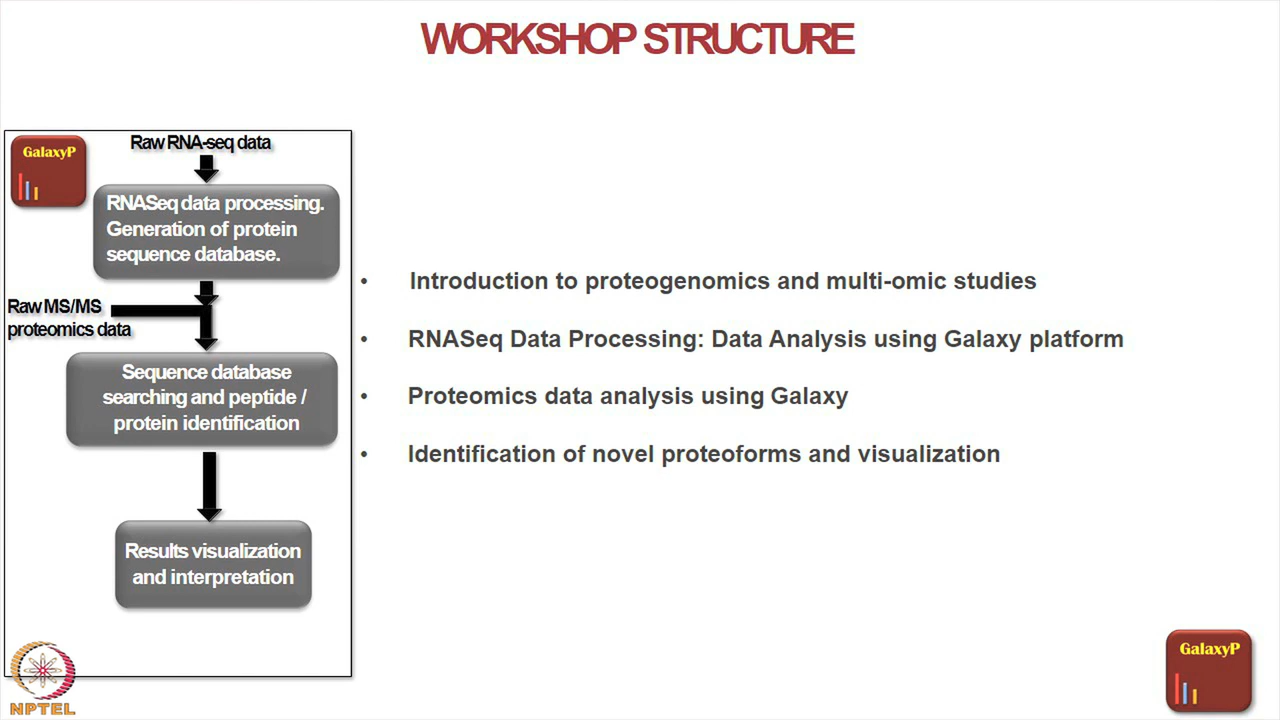 WORKSHOP STRUCTURE
GalaxyP
Raw RNA-seq data
RNASeq data processing.
Generation of protein
sequence database.
Raw MS/MS
proteomics data
Sequence database
searching and peptide /
protein identification
Results visualization
and interpretation
• Introduction to proteogenomics and multi-omic studies
• RNASeq Data Processing: Data Analysis using Galaxy platform
• Proteomics data analysis using Galaxy
• Identification of novel proteoforms and visualization
NPTEL
GalaxyP